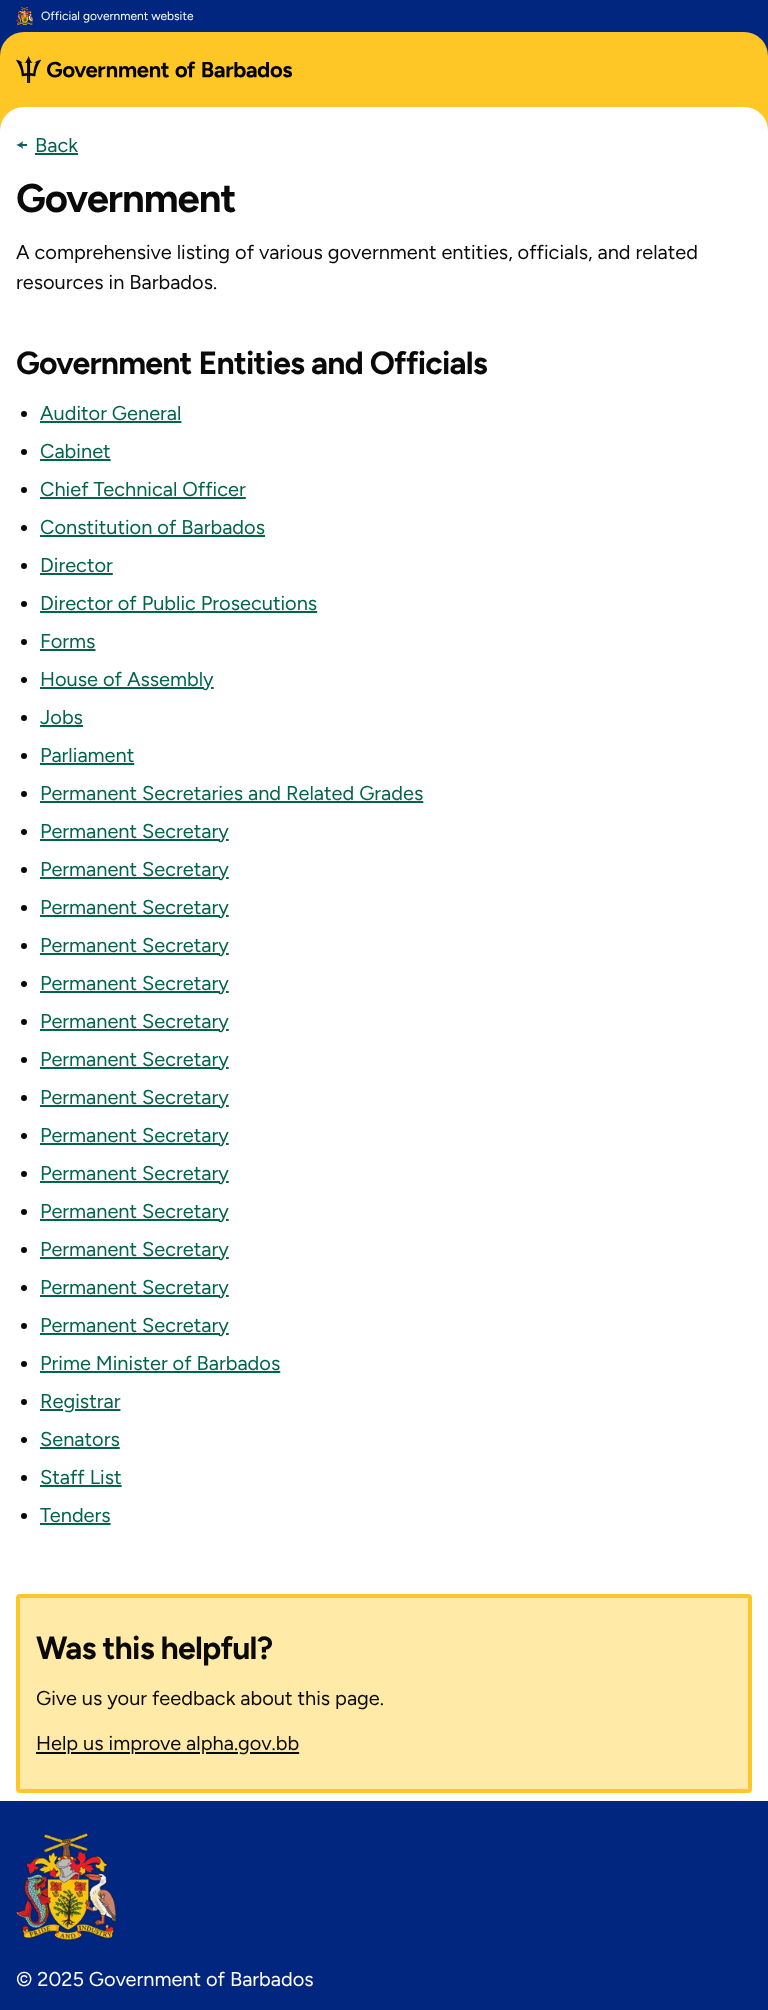 Official government website
Government of Barbados
Back
Government
A comprehensive listing of various government entities, officials, and related
resources in Barbados.
Government Entities and Officials
Auditor General
Cabinet
Chief Technical Officer
Constitution of Barbados
Director
Director of Public Prosecutions
Forms
House of Assembly
Jobs
Parliament
Permanent Secretaries and Related Grades
Permanent Secretary
Permanent Secretary
Permanent Secretary
Permanent Secretary
Permanent Secretary
Permanent Secretary
Permanent Secretary
Permanent Secretary
Permanent Secretary
Permanent Secretary
Permanent Secretary
Permanent Secretary
Permanent Secretary
Permanent Secretary
Prime Minister of Barbados
Registrar
Senators
Staff List
Tenders
Was this helpful?
Give us your feedback about this page.
Help us improve alpha.gov.bb
PRIDE AND INDUSTRY
© 2025 Government of Barbados